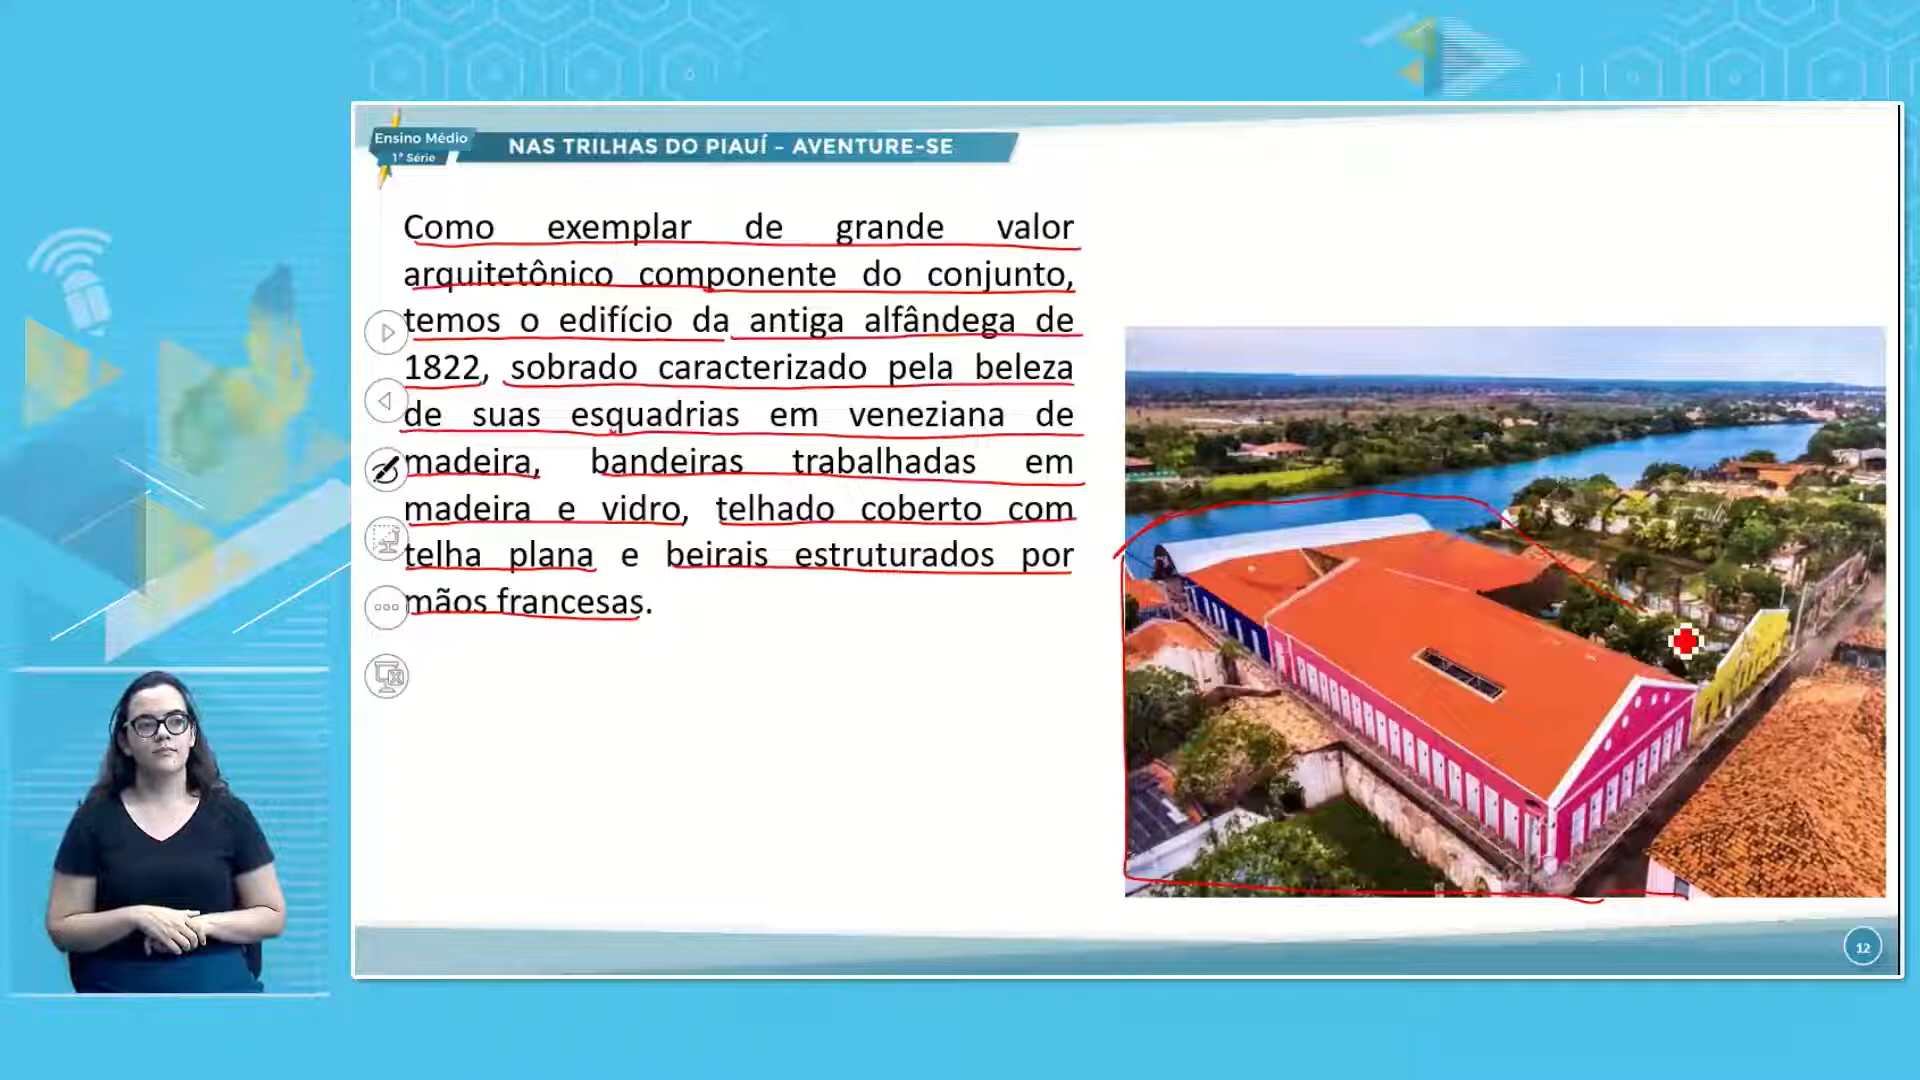 Ensino Médio
1ª Série
NAS TRILHAS DO PIAUÍ – AVENTURE-SE
Como exemplar de grande valor
arquitetônico componente do conjunto,
temos o edifício da antiga alfândega de
1822, sobrado caracterizado pela beleza
de suas esquadrias em veneziana de
madeira, bandeiras trabalhadas em
madeira e vidro, telhado coberto com
telha plana e beirais estruturados por
mãos francesas.
12